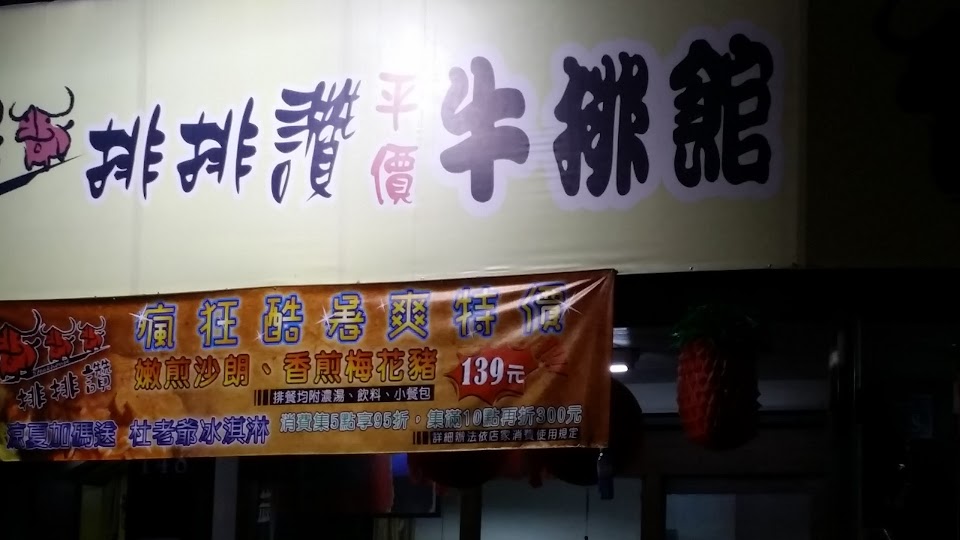 排排讚 平價 牛排館
瘋狂酷暑爽特價
嫩煎沙朗、香煎梅花豬 139元
排餐均附濃湯、飲料、小餐包
排排讚
消費集5點享95折，集滿10點再折300元
涼夏加碼送 杜老爺冰淇淋
詳細辦法依店家消費使用規定
148